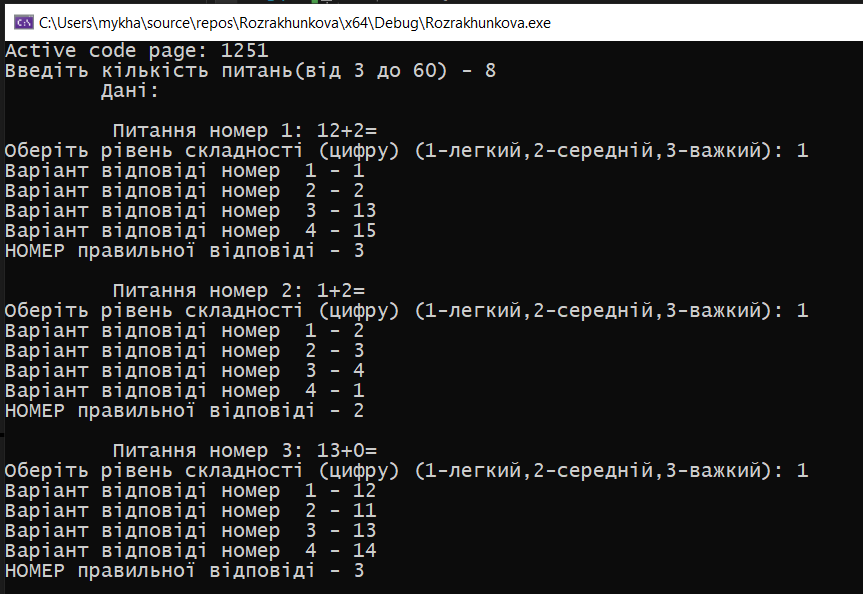 C:\Users\mykha\source\repos\Rozrakhunkova\x64\Debug\Rozrakhunkova.exe
Active code page: 1251
Введіть кількість питань(від 3 до 60) - 8
Дані:
Питання номер 1: 12+2=
Оберіть рівень складності (цифру) (1-легкий,2-середній,3-важкий): 1
Варіант відповіді номер  1 - 1
Варіант відповіді номер  2 - 2
Варіант відповіді номер  3 - 13
Варіант відповіді номер  4 - 15
НОМЕР правильної відповіді - 3
Питання номер 2: 1+2=
Оберіть рівень складності (цифру) (1-легкий,2-середній,3-важкий): 1
Варіант відповіді номер  1 - 2
Варіант відповіді номер  2 - 3
Варіант відповіді номер  3 - 4
Варіант відповіді номер  4 - 1
НОМЕР правильної відповіді - 2
Питання номер 3: 13+0=
Оберіть рівень складності (цифру) (1-легкий,2-середній,3-важкий): 1
Варіант відповіді номер  1 - 12
Варіант відповіді номер  2 - 11
Варіант відповіді номер  3 - 13
Варіант відповіді номер  4 - 14
НОМЕР правильної відповіді - 3